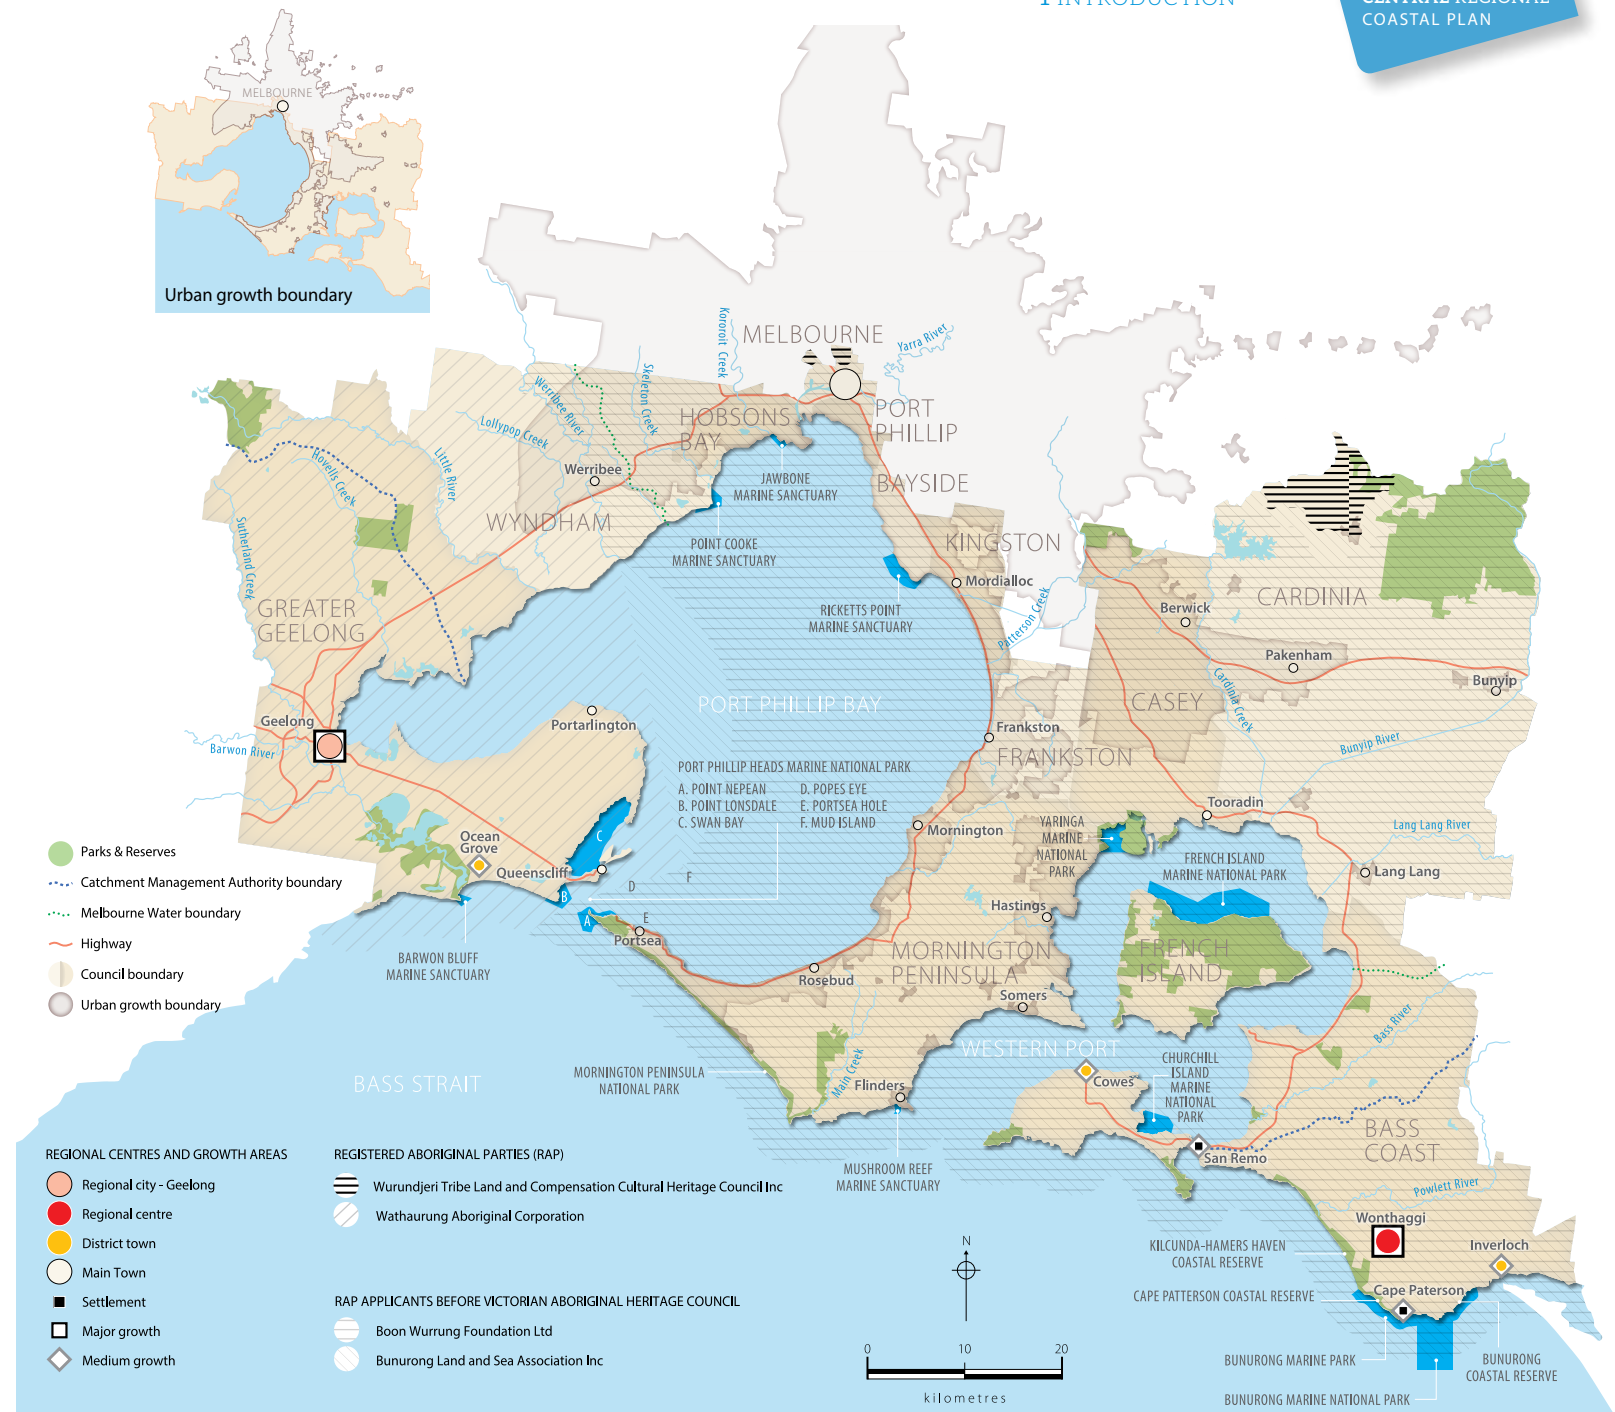 1 INTRODUCTION
CENTRAL REGIONAL
COASTAL PLAN
MELBOURNE
Urban growth boundary
MELBOURNE
Yarra River
Kororoit Creek
Skeleton Creek
Werribee River
Lollypop Creek
Little River
Hovells Creek
Sutherland Creek
HOBSONS
BAY
PORT
PHILLIP
BAYSIDE
Werribee
WYNDHAM
JAWBONE
MARINE SANCTUARY
POINT COOKE
MARINE SANCTUARY
KINGSTON
Mordialloc
RICKETTS POINT
MARINE SANCTUARY
Patterson Creek
GREATER
GEELONG
Berwick
CARDINIA
Pakenham
Bunyip
CASEY
Cardinia Creek
Bunyip River
PORT PHILLIP BAY
Geelong
Barwon River
Portarlington
Frankston
FRANKSTON
PORT PHILLIP HEADS MARINE NATIONAL PARK
A. POINT NEPEAN
B. POINT LONSDALE
C. SWAN BAY
D. POPES EYE
E. PORTSEA HOLE
F. MUD ISLAND
Tooradin
Mornington
YARINGA
MARINE
NATIONAL
PARK
Lang Lang River
Lang Lang
FRENCH ISLAND
MARINE NATIONAL PARK
Ocean
Grove
Queenscliff
C
B
A
D
E
F
Portsea
Hastings
FRENCH
ISLAND
MORNINGTON
PENINSULA
Rosebud
Somers
BARWON BLUFF
MARINE SANCTUARY
Parks & Reserves
Catchment Management Authority boundary
Melbourne Water boundary
Highway
Council boundary
Urban growth boundary
BASS STRAIT
MORNINGTON PENINSULA
NATIONAL PARK
Main Creek
Flinders
WESTERN PORT
Cowes
CHURCHILL
ISLAND
MARINE
NATIONAL
PARK
Bass River
BASS
COAST
San Remo
MUSHROOM REEF
MARINE SANCTUARY
Powlett River
Wonthaggi
Inverloch
KILCUNDA-HAMERS HAVEN
COASTAL RESERVE
Cape Paterson
CAPE PATTERSON COASTAL RESERVE
BUNURONG MARINE PARK
BUNURONG
COASTAL RESERVE
BUNURONG MARINE NATIONAL PARK
REGIONAL CENTRES AND GROWTH AREAS
Regional city - Geelong
Regional centre
District town
Main Town
Settlement
Major growth
Medium growth
REGISTERED ABORIGINAL PARTIES (RAP)
Wurundjeri Tribe Land and Compensation Cultural Heritage Council Inc
Wathaurung Aboriginal Corporation
RAP APPLICANTS BEFORE VICTORIAN ABORIGINAL HERITAGE COUNCIL
Boon Wurrung Foundation Ltd
Bunurong Land and Sea Association Inc
N
0 10 20
kilometres